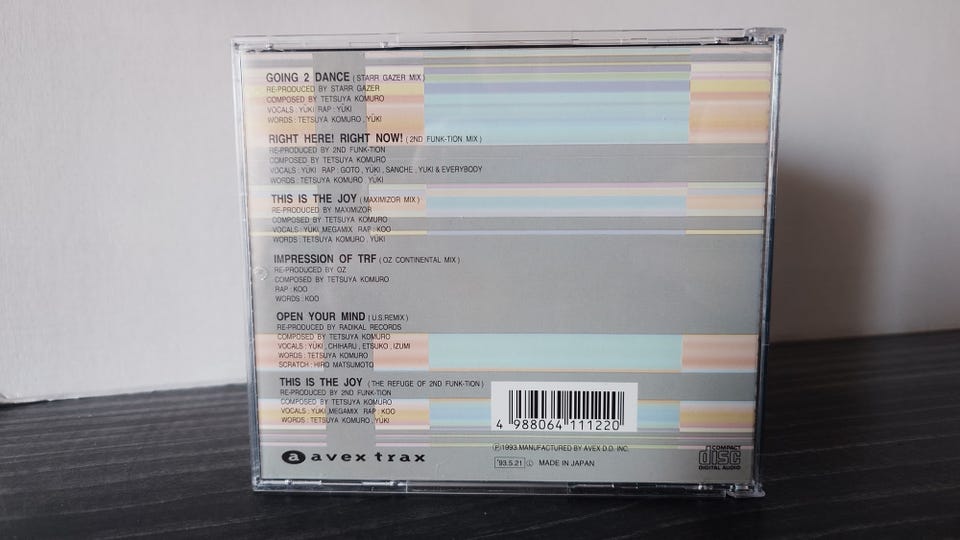 GOING 2 DANCE ( STARR GAZER MIX )
RE-PRODUCED BY STARR GAZER
COMPOSED BY TETSUYA KOMURO
VOCALS : YUKI RAP : YUKI
WORDS : TETSUYA KOMURO , YUKI
RIGHT HERE! RIGHT NOW! ( 2ND FUNK-TION MIX )
RE-PRODUCED BY 2ND FUNK-TION
COMPOSED BY TETSUYA KOMURO
VOCALS : YUKI RAP : GOTO , YUKI , SANCHE , YUKI & EVERYBODY
WORDS : TETSUYA KOMURO YUKI
THIS IS THE JOY ( MAXIMIZOR MIX )
RE-PRODUCED BY MAXIMIZOR
COMPOSED BY TETSUYA KOMURO
VOCALS : YUKI ,MEGAMIX RAP : KOO
WORDS : TETSUYA KOMURO , YUKI
IMPRESSION OF TRF ( OZ CONTINENTAL MIX )
RE-PRODUCED BY OZ
COMPOSED BY TETSUYA KOMURO
RAP : KOO
WORDS : KOO
OPEN YOUR MIND ( U.S.REMIX )
RE-PRODUCED BY RADIKAL RECORDS
COMPOSED BY TETSUYA KOMURO
VOCALS : YUKI , CHIHARU , ETSUKO , IZUMI
WORDS : TETSUYA KOMURO
SCRATCH : HIRO MATSUMOTO
THIS IS THE JOY ( THE REFUGE OF 2ND FUNK-TION )
RE-PRODUCED BY 2ND FUNK-TION
COMPOSED BY TETSUYA KOMURO
VOCALS : YUKI ,MEGAMIX RAP : KOO
WORDS : TETSUYA KOMURO , YUKI
4 988064 111220
a avex trax
Ⓟ1993.MANUFACTURED BY AVEX D.D. INC.
'93.5.21 Ⓛ MADE IN JAPAN
COMPACT
disc
DIGITAL AUDIO